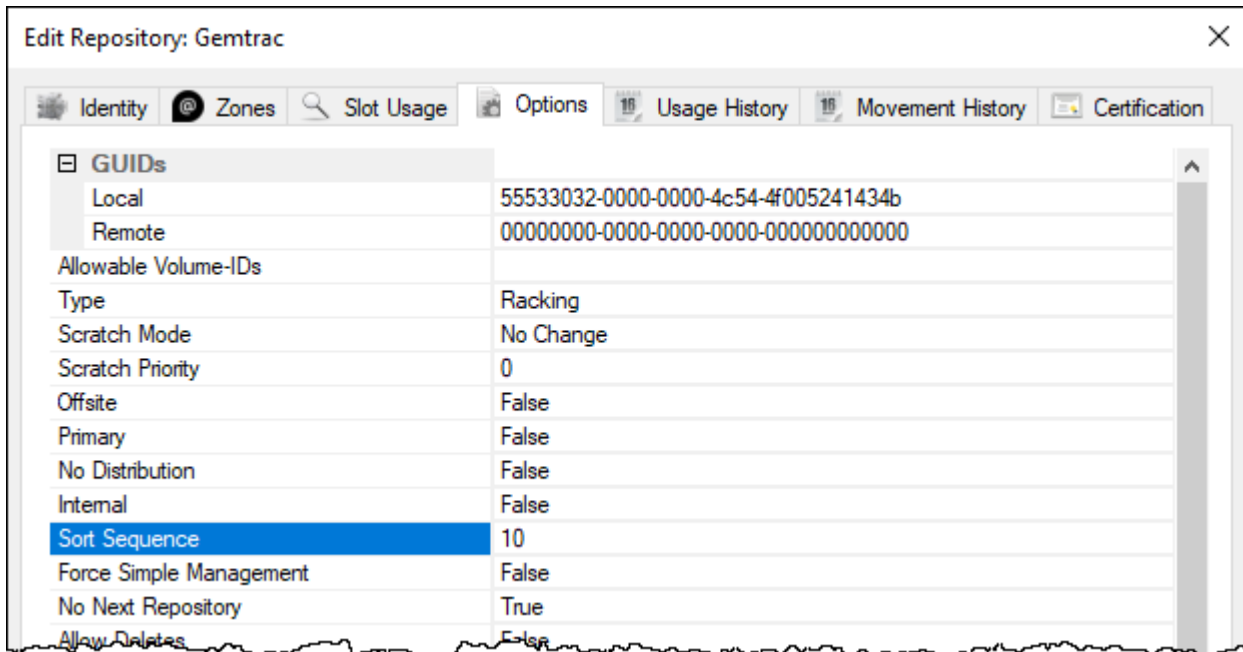 Edit Repository: Gemtrac
Identity Zones Slot Usage Options Usage History Movement History Certification
GUIDs
Local 55533032-0000-0000-4c54-4f005241434b
Remote 00000000-0000-0000-0000-000000000000
Allowable Volume-IDs
Type Racking
Scratch Mode No Change
Scratch Priority 0
Offsite False
Primary False
No Distribution False
Internal False
Sort Sequence 10
Force Simple Management False
No Next Repository True
Allow Deletes False